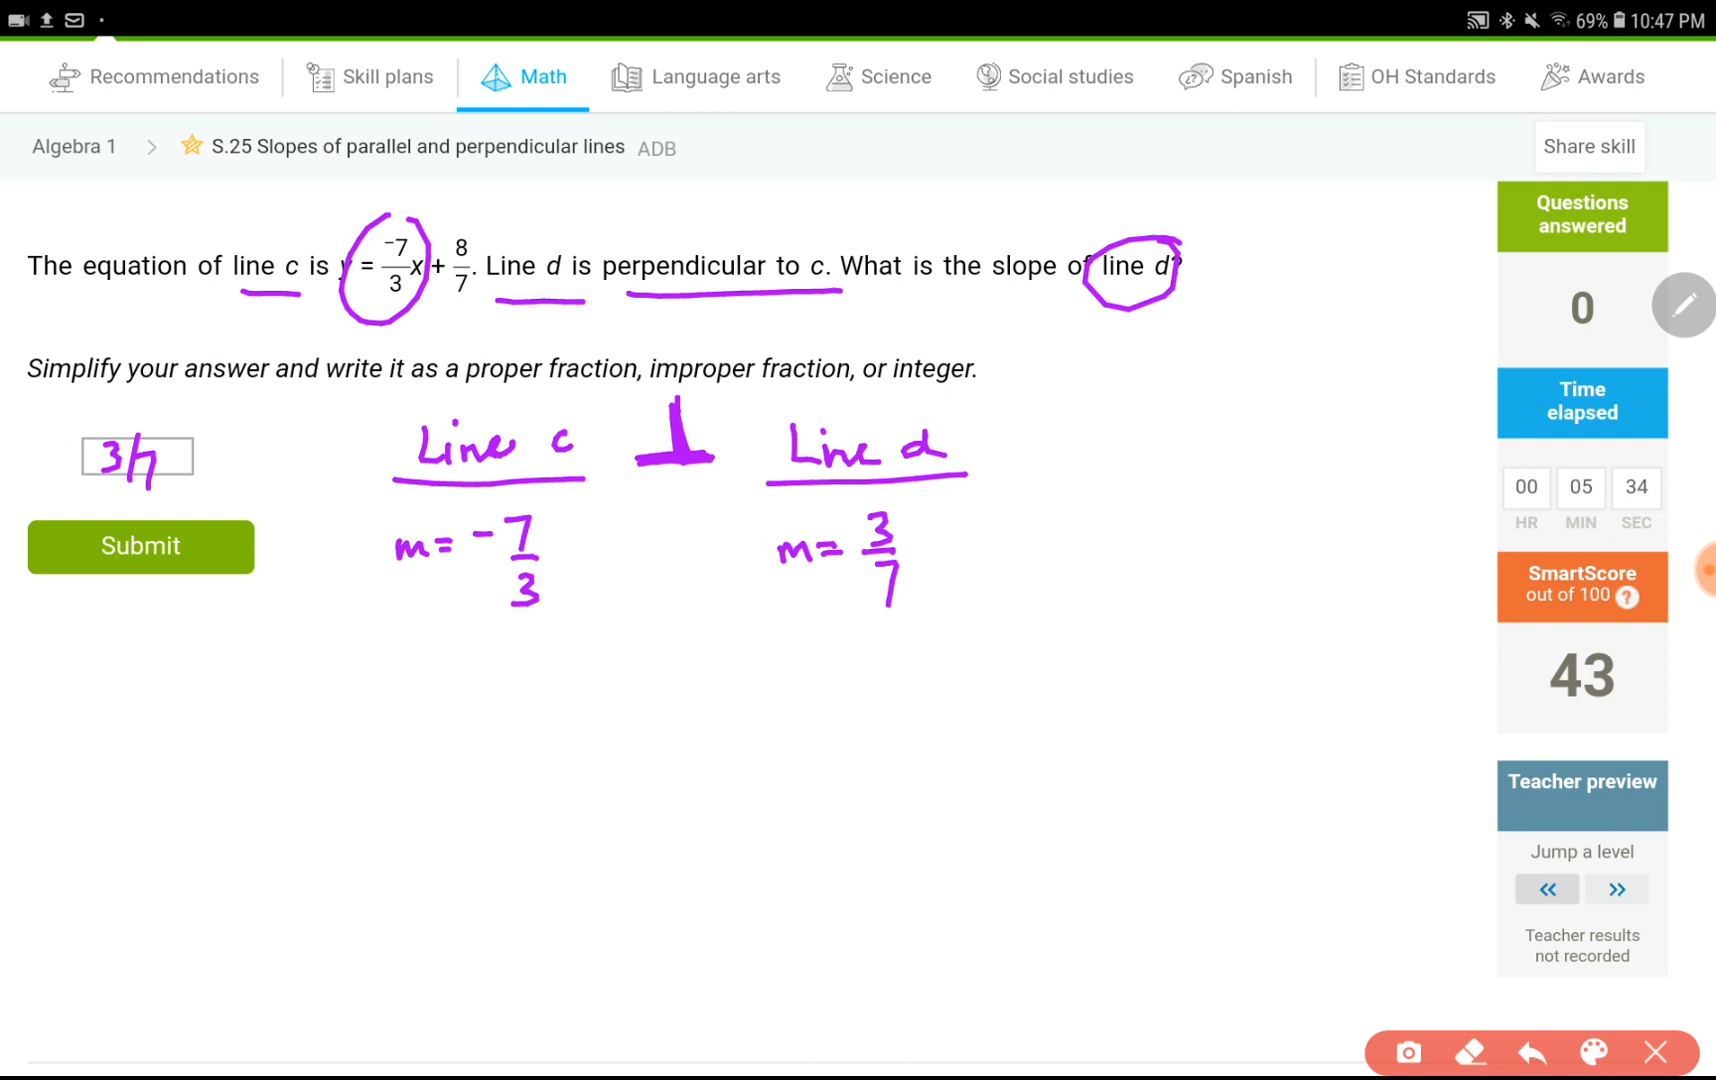 69% 10:47 PM
Recommendations Skill plans Math Language arts Science Social studies Spanish OH Standards Awards
Algebra 1 > S.25 Slopes of parallel and perpendicular lines ADB
Share skill
The equation of line c is y = -7/3 x + 8/7. Line d is perpendicular to c. What is the slope of line d?
Simplify your answer and write it as a proper fraction, improper fraction, or integer.
3/7
Submit
Line c ⊥ Line d
m = -7/3
m = 3/7
Questions
answered
0
Time
elapsed
00 05 34
HR MIN SEC
SmartScore
out of 100 ?
43
Teacher preview
Jump a level
<< >>
Teacher results
not recorded